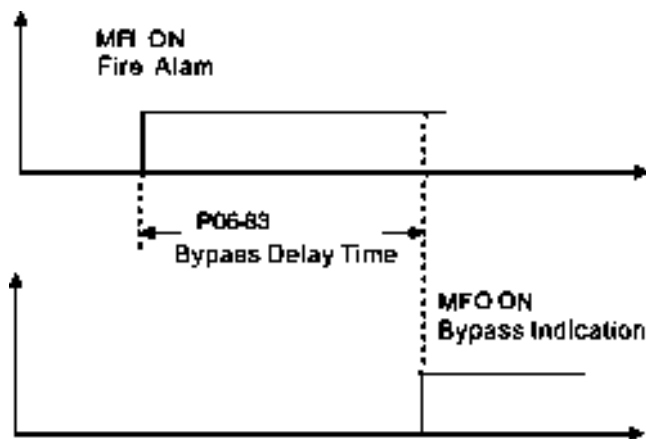 MFI ON
Fire Alam
P06-83
Bypass Delay Time
MFO ON
Bypass Indication